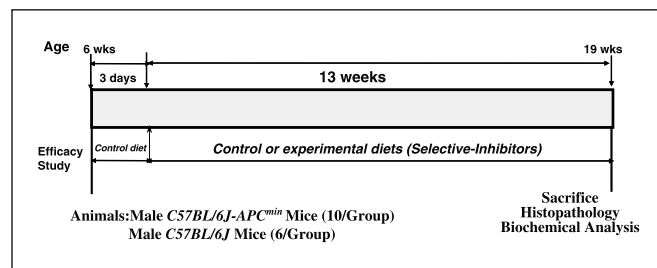 Age
6 wks
19 wks
3 days
13 weeks
Efficacy
Study
Control diet
Control or experimental diets (Selective-Inhibitors)
Animals:Male C57BL/6J-APCmin Mice (10/Group)
Male C57BL/6J Mice (6/Group)
Sacrifice
Histopathology
Biochemical Analysis